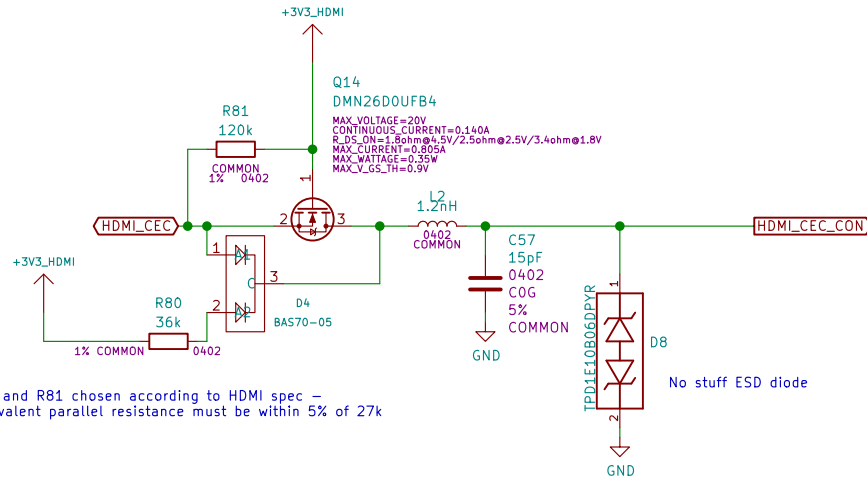 +3V3_HDMI
Q14
DMN26D0UFB4
MAX_VOLTAGE=20V
CONTINUOUS_CURRENT=0.140A
R_DS_ON=1.8ohm@4.5V/2.5ohm@2.5V/3.4ohm@1.8V
MAX_CURRENT=0.805A
MAX_WATTAGE=0.35W
MAX_V_GS_TH=0.9V
R81
120k
COMMON
1% 0402
1
HDMI_CEC
2
3
L2
1.2nH
0402
COMMON
HDMI_CEC_CON
1
A1
C
3
2
A2
D4
BAS70-05
+3V3_HDMI
R80
36k
1% COMMON
0402
C57
15pF
0402
C0G
5%
COMMON
GND
1
TPD1E10B06DPYR
D8
2
GND
No stuff ESD diode
and R81 chosen according to HDMI spec –
valent parallel resistance must be within 5% of 27k